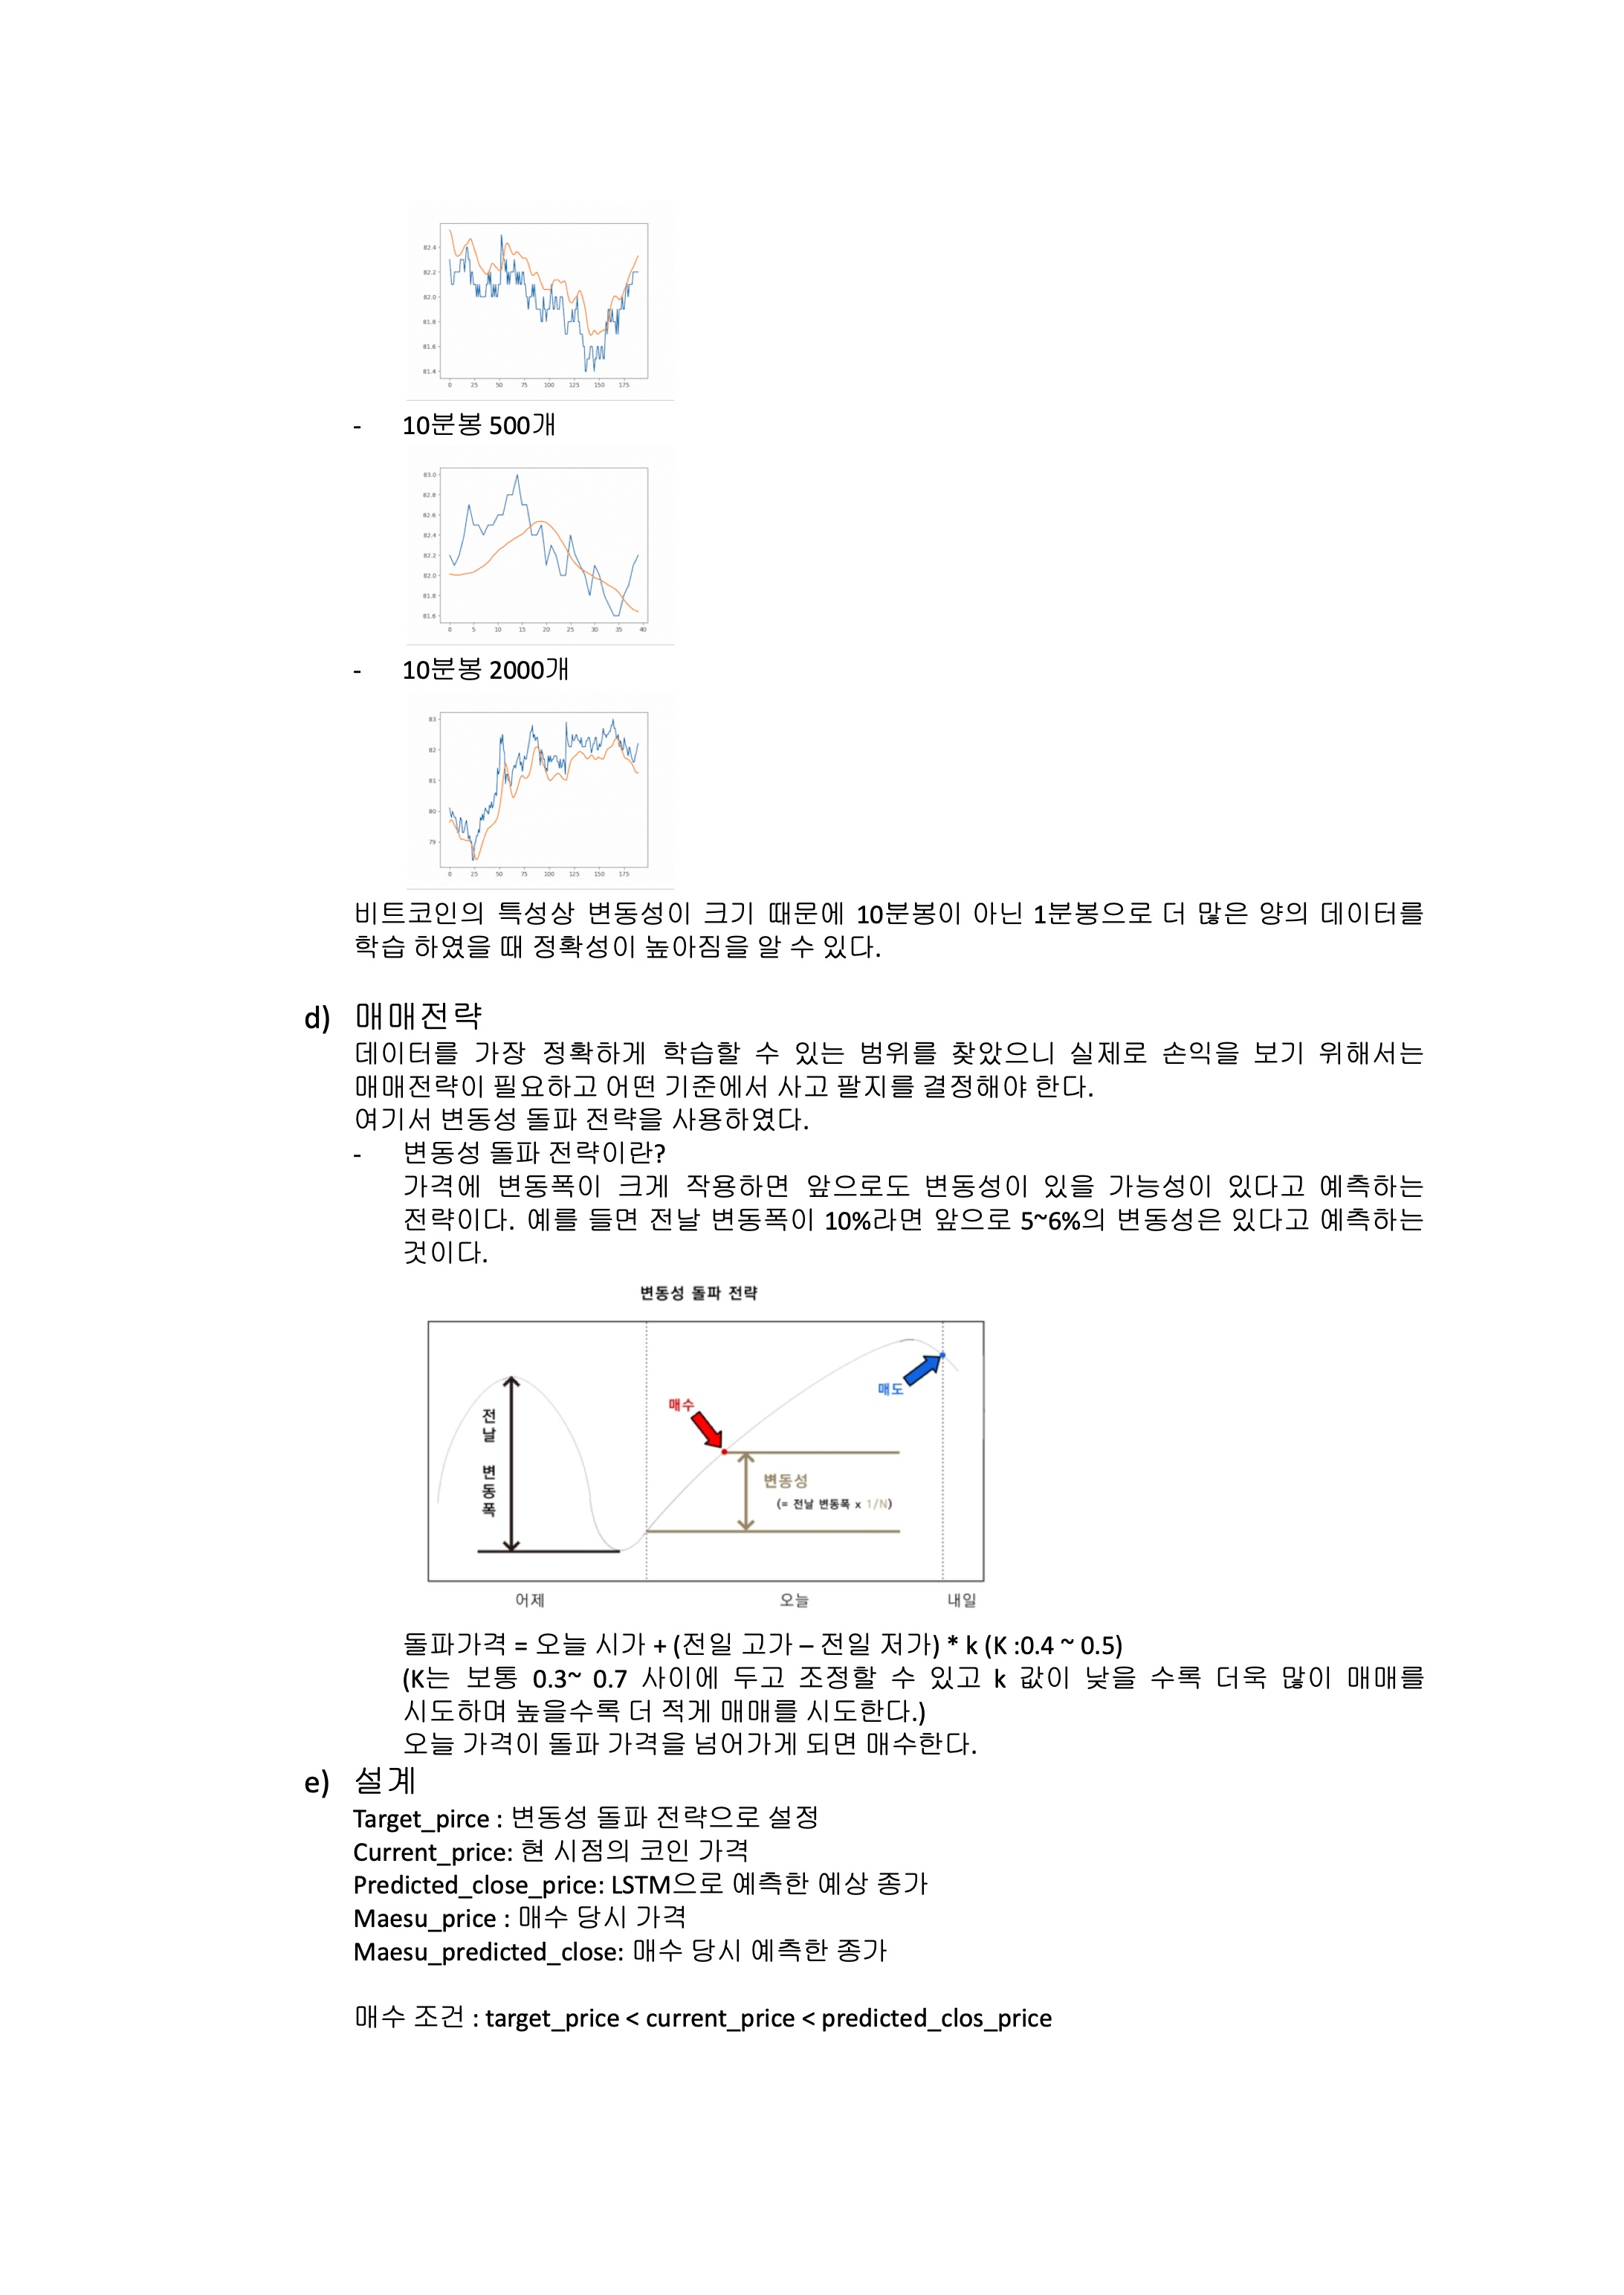 82.4
82.2
82.0
81.8
81.6
81.4
0 25 50 75 100 125 150 175
- 10분봉 500개
83.0
82.8
82.6
82.4
82.2
82.0
81.8
81.6
0 5 10 15 20 25 30 35 40
- 10분봉 2000개
83
82
81
80
79
0 25 50 75 100 125 150 175
비트코인의 특성상 변동성이 크기 때문에 10분봉이 아닌 1분봉으로 더 많은 양의 데이터를
학습 하였을 때 정확성이 높아짐을 알 수 있다.
d) 매매전략
데이터를 가장 정확하게 학습할 수 있는 범위를 찾았으니 실제로 손익을 보기 위해서는
매매전략이 필요하고 어떤 기준에서 사고 팔지를 결정해야 한다.
여기서 변동성 돌파 전략을 사용하였다.
- 변동성 돌파 전략이란?
가격에 변동폭이 크게 작용하면 앞으로도 변동성이 있을 가능성이 있다고 예측하는
전략이다. 예를 들면 전날 변동폭이 10%라면 앞으로 5~6%의 변동성은 있다고 예측하는
것이다.
변동성 돌파 전략
전날 변동폭
매수
매도
변동성
(= 전날 변동폭 x 1/N)
어제 오늘 내일
돌파가격 = 오늘 시가 + (전일 고가 – 전일 저가) * k (K :0.4 ~ 0.5)
(K는 보통 0.3~ 0.7 사이에 두고 조정할 수 있고 k 값이 낮을 수록 더욱 많이 매매를
시도하며 높을수록 더 적게 매매를 시도한다.)
오늘 가격이 돌파 가격을 넘어가게 되면 매수한다.
e) 설계
Target_pirce : 변동성 돌파 전략으로 설정
Current_price: 현 시점의 코인 가격
Predicted_close_price: LSTM으로 예측한 예상 종가
Maesu_price : 매수 당시 가격
Maesu_predicted_close: 매수 당시 예측한 종가
매수 조건 : target_price < current_price < predicted_clos_price